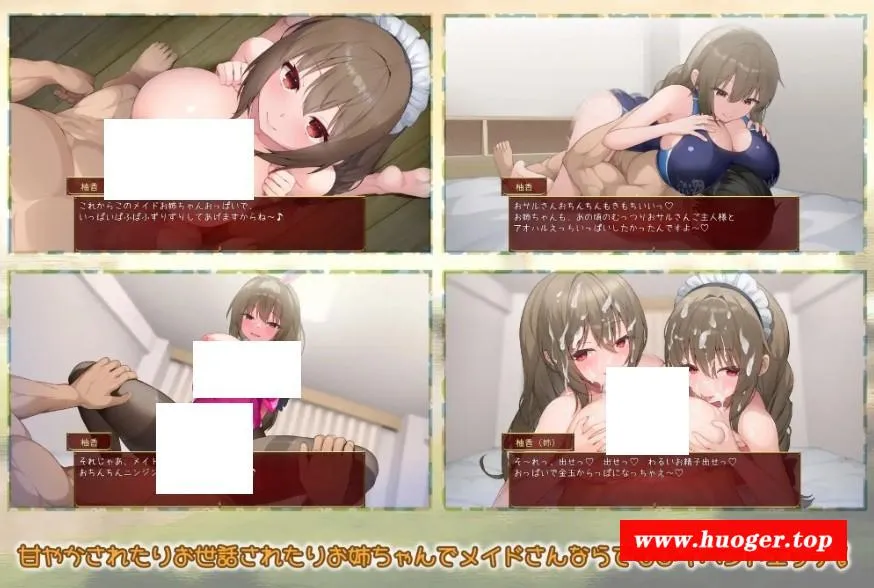 柚香
これからこのメイドお姉ちゃんおっぱいで、
いっぱいぱふぱふずりずりしてあげますからね～♪
柚香
おサルさんおちんちんもきもちいいっ♡
お姉ちゃんも、あの頃のむっつりおサルさんご主人様と
アオハルえっちいっぱいしたかったんですよ～♡
柚香
それじゃあ、メイド
おちんちんニンジン
♪
柚香（姉）
そ～れっ、出せっ♡　出せっ♡　わるいお精子出せっ♡
おっぱいで金玉からっぽになっちゃえ～♡
甘やかされたりお世話されたりお姉ちゃんでメイドさんなら
www.huoger.top